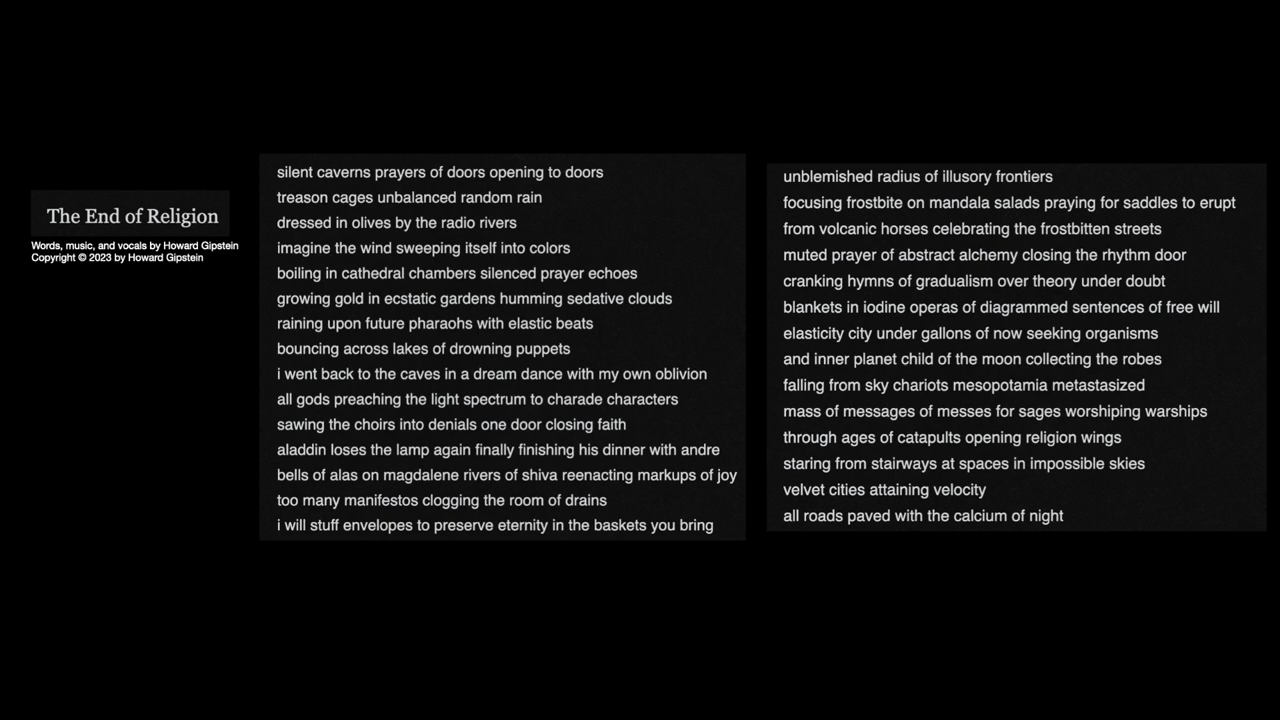 The End of Religion
Words, music, and vocals by Howard Gipstein
Copyright © 2023 by Howard Gipstein
silent caverns prayers of doors opening to doors
treason cages unbalanced random rain
dressed in olives by the radio rivers
imagine the wind sweeping itself into colors
boiling in cathedral chambers silenced prayer echoes
growing gold in ecstatic gardens humming sedative clouds
raining upon future pharaohs with elastic beats
bouncing across lakes of drowning puppets
i went back to the caves in a dream dance with my own oblivion
all gods preaching the light spectrum to charade characters
sawing the choirs into denials one door closing faith
aladdin loses the lamp again finally finishing his dinner with andre
bells of alas on magdalene rivers of shiva reenacting markups of joy
too many manifestos clogging the room of drains
i will stuff envelopes to preserve eternity in the baskets you bring
unblemished radius of illusory frontiers
focusing frostbite on mandala salads praying for saddles to erupt
from volcanic horses celebrating the frostbitten streets
muted prayer of abstract alchemy closing the rhythm door
cranking hymns of gradualism over theory under doubt
blankets in iodine operas of diagrammed sentences of free will
elasticity city under gallons of now seeking organisms
and inner planet child of the moon collecting the robes
falling from sky chariots mesopotamia metastasized
mass of messages of messes for sages worshiping warships
through ages of catapults opening religion wings
staring from stairways at spaces in impossible skies
velvet cities attaining velocity
all roads paved with the calcium of night